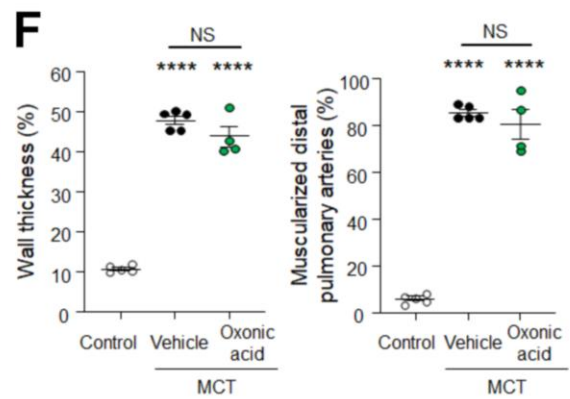 F
NS
**** ****
Wall thickness (%)
60
50
40
30
20
10
0
Control Vehicle Oxonic
acid
MCT
NS
**** ****
Muscularized distal
pulmonary arteries (%)
100
80
60
40
20
0
Control Vehicle Oxonic
acid
MCT